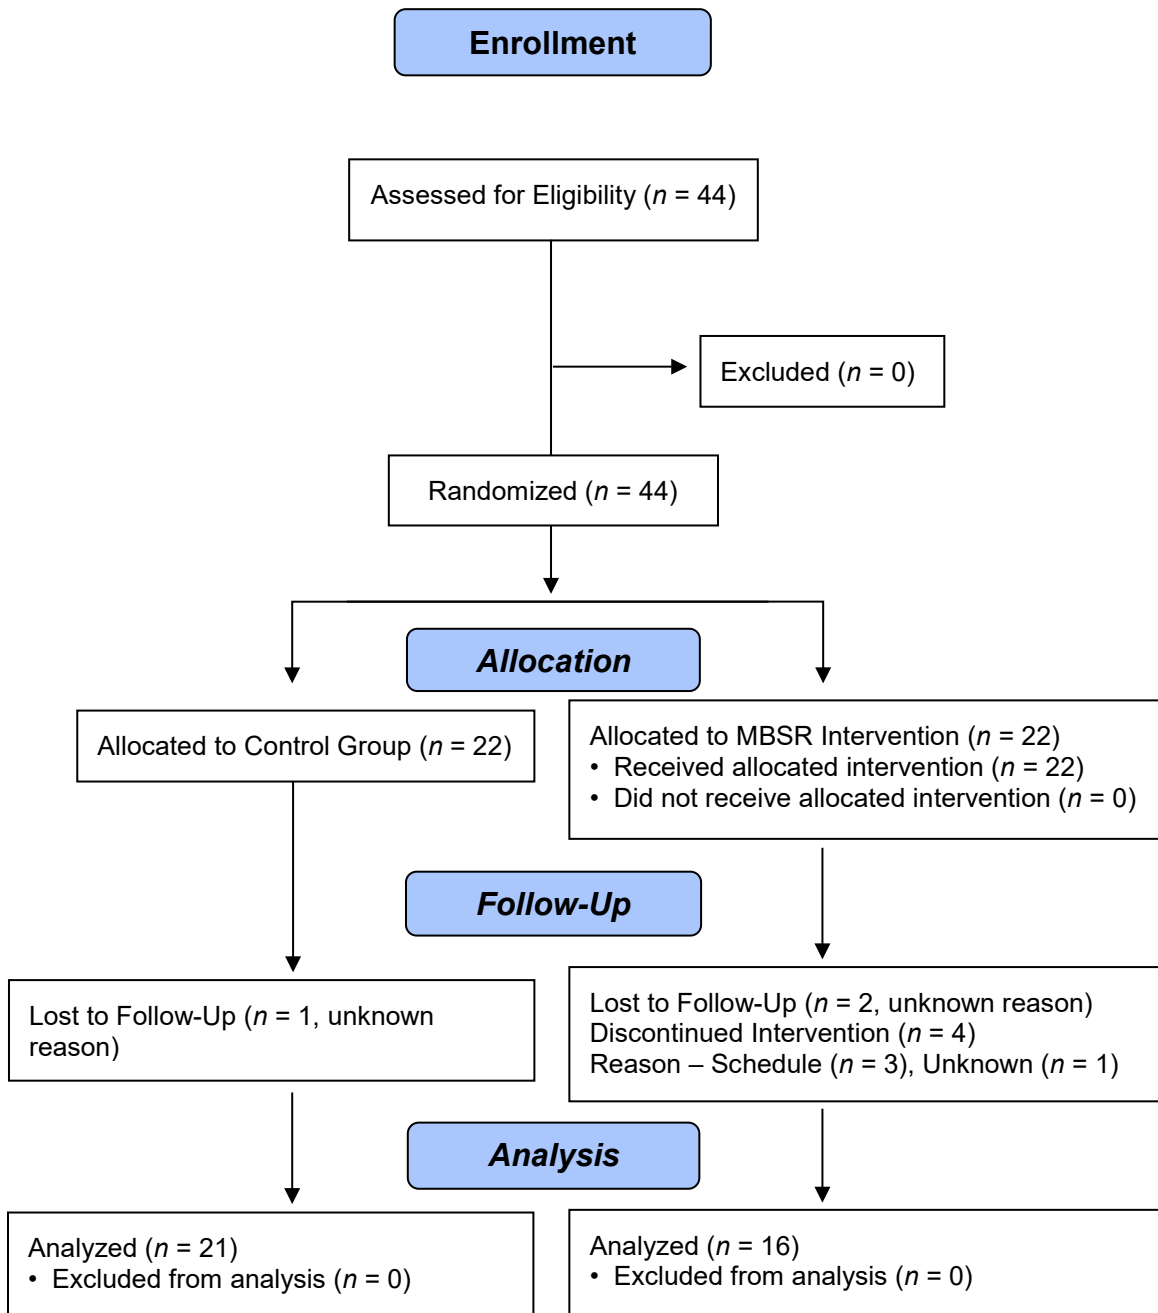 Enrollment
Assessed for Eligibility (n = 44)
Excluded (n = 0)
Randomized (n = 44)
Allocation
Allocated to Control Group (n = 22)
Allocated to MBSR Intervention (n = 22)
• Received allocated intervention (n = 22)
• Did not receive allocated intervention (n = 0)
Follow-Up
Lost to Follow-Up (n = 1, unknown
reason)
Lost to Follow-Up (n = 2, unknown reason)
Discontinued Intervention (n = 4)
Reason – Schedule (n = 3), Unknown (n = 1)
Analysis
Analyzed (n = 21)
• Excluded from analysis (n = 0)
Analyzed (n = 16)
• Excluded from analysis (n = 0)